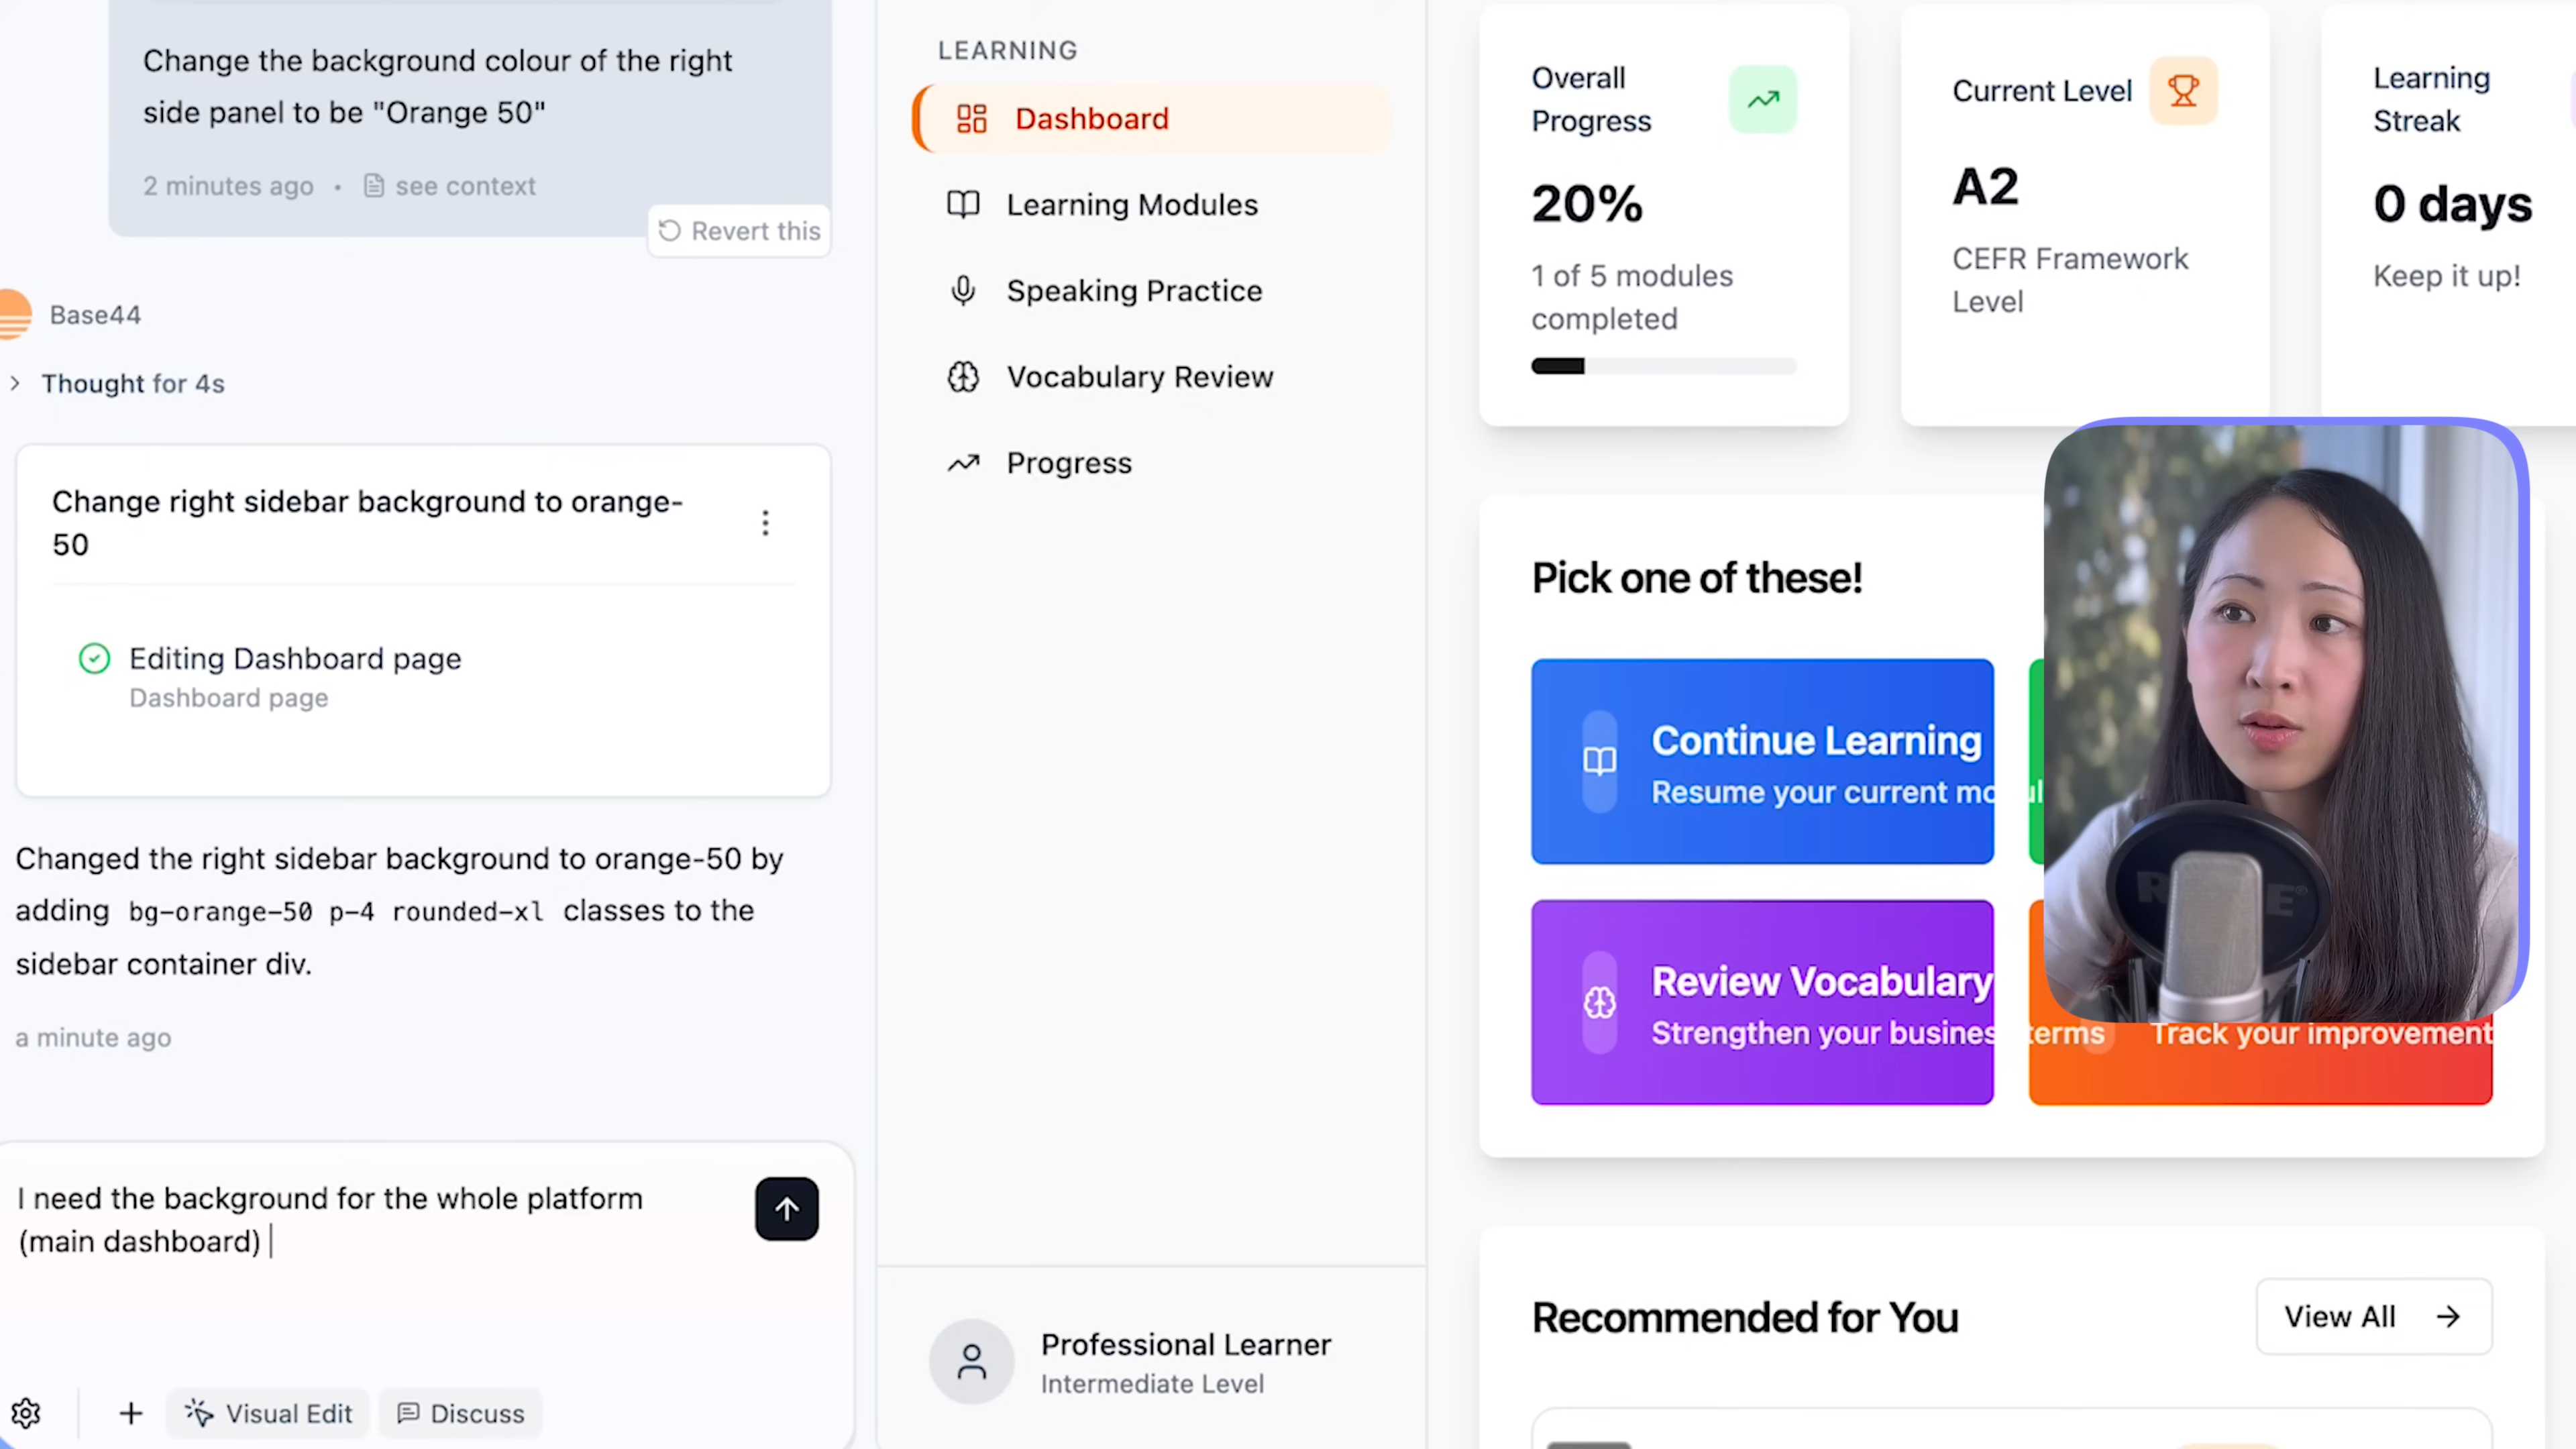 Change the background colour of the right
side panel to be "Orange 50"
2 minutes ago • see context
Revert this
Base44
Thought for 4s
Change right sidebar background to orange-
50
Editing Dashboard page
Dashboard page
Changed the right sidebar background to orange-50 by
adding bg-orange-50 p-4 rounded-xl classes to the
sidebar container div.
a minute ago
I need the background for the whole platform
(main dashboard)
Visual Edit
Discuss
LEARNING
Dashboard
Learning Modules
Speaking Practice
Vocabulary Review
Progress
Professional Learner
Intermediate Level
Overall
Progress
20%
1 of 5 modules
completed
Current Level
A2
CEFR Framework
Level
Learning
Streak
0 days
Keep it up!
Pick one of these!
Continue Learning
Resume your current
Review Vocabulary
Strengthen your business terms
Track your improvement
Recommended for You
View All